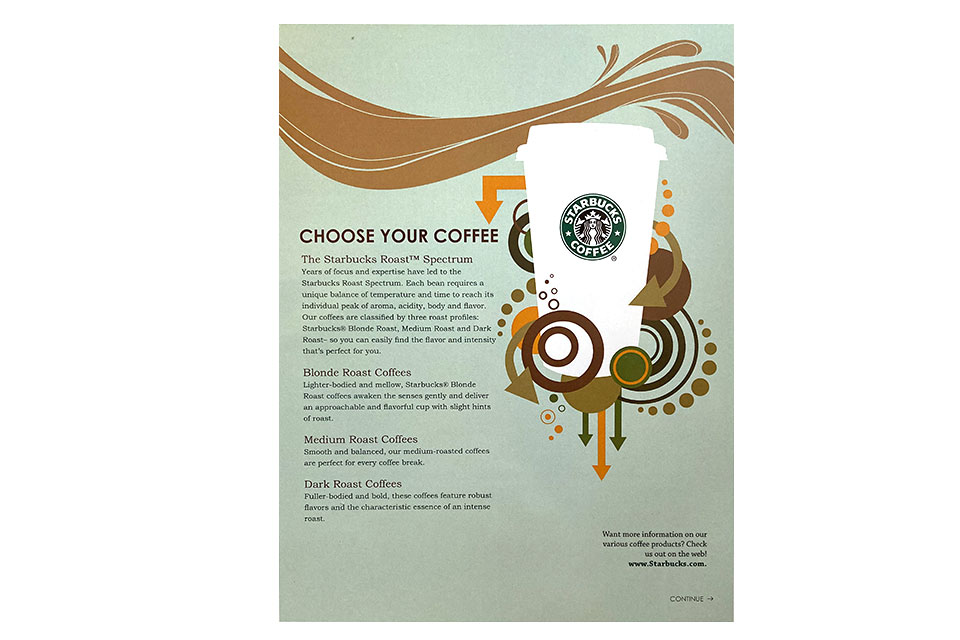 STARBUCKS
COFFEE
®
CHOOSE YOUR COFFEE
The Starbucks Roast™ Spectrum
Years of focus and expertise have led to the
Starbucks Roast Spectrum. Each bean requires a
unique balance of temperature and time to reach its
individual peak of aroma, acidity, body and flavor.
Our coffees are classified by three roast profiles:
Starbucks® Blonde Roast, Medium Roast and Dark
Roast– so you can easily find the flavor and intensity
that's perfect for you.
Blonde Roast Coffees
Lighter-bodied and mellow, Starbucks® Blonde
Roast coffees awaken the senses gently and deliver
an approachable and flavorful cup with slight hints
of roast.
Medium Roast Coffees
Smooth and balanced, our medium-roasted coffees
are perfect for every coffee break.
Dark Roast Coffees
Fuller-bodied and bold, these coffees feature robust
flavors and the characteristic essence of an intense
roast.
Want more information on our
various coffee products? Check
us out on the web!
www.Starbucks.com.
CONTINUE →